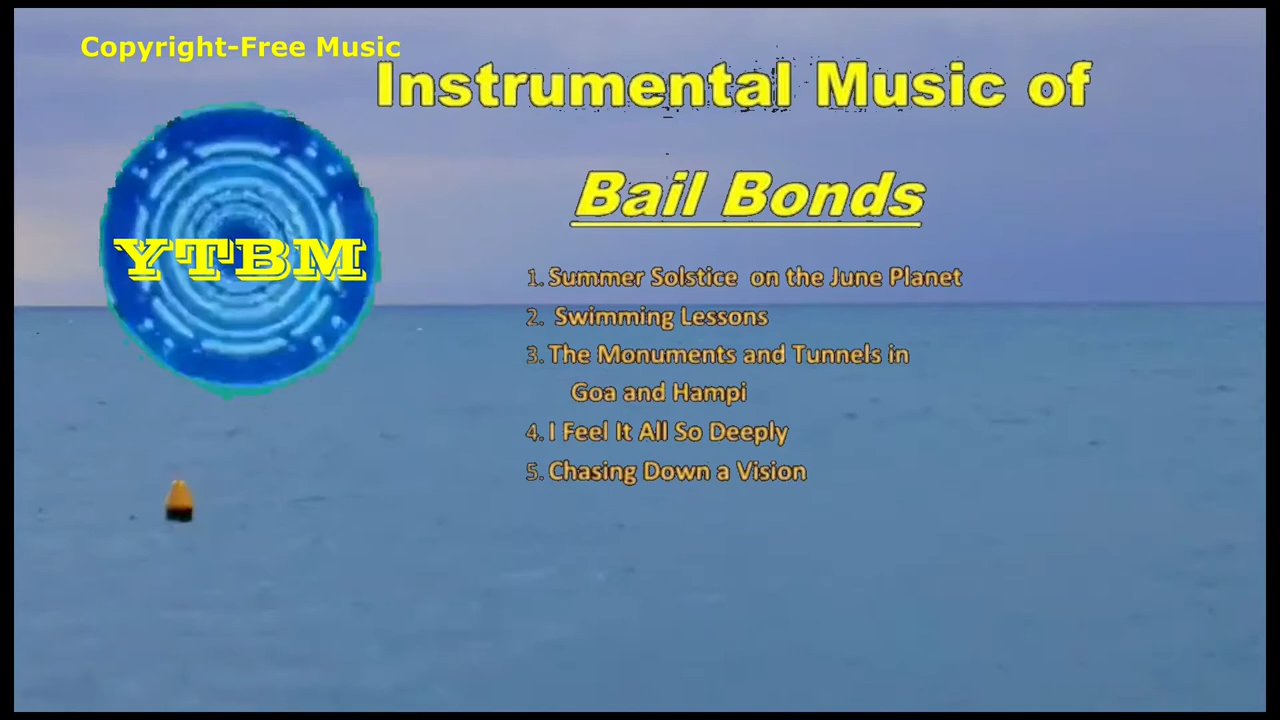 Copyright-Free Music
Instrumental Music of
Bail Bonds
YTBM
1. Summer Solstice on the June Planet
2. Swimming Lessons
3. The Monuments and Tunnels in
Goa and Hampi
4. I Feel It All So Deeply
5. Chasing Down a Vision